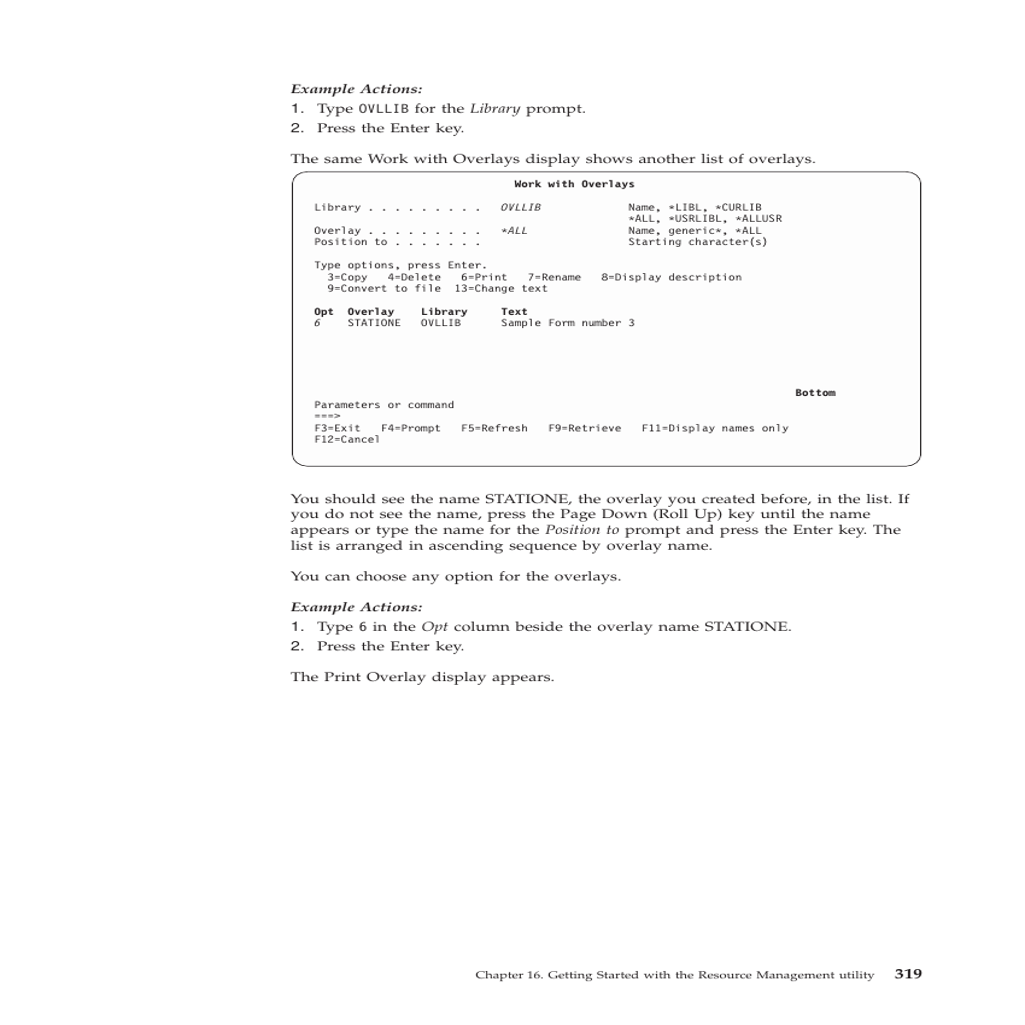 Example Actions:
1. Type OVLLIB for the Library prompt.
2. Press the Enter key.
The same Work with Overlays display shows another list of overlays.
Work with Overlays
Library . . . . . . . . .   OVLLIB   Name, *LIBL, *CURLIB
*ALL, *USRLIBL, *ALLUSR
Overlay . . . . . . . . .   *ALL   Name, generic*, *ALL
Position to . . . . . . .   Starting character(s)
Type options, press Enter.
3=Copy   4=Delete   6=Print   7=Rename   8=Display description
9=Convert to file  13=Change text
Opt  Overlay    Library     Text
6    STATIONE   OVLLIB      Sample Form number 3
Bottom
Parameters or command
===>
F3=Exit   F4=Prompt   F5=Refresh   F9=Retrieve   F11=Display names only
F12=Cancel
You should see the name STATIONE, the overlay you created before, in the list. If
you do not see the name, press the Page Down (Roll Up) key until the name
appears or type the name for the Position to prompt and press the Enter key. The
list is arranged in ascending sequence by overlay name.
You can choose any option for the overlays.
Example Actions:
1. Type 6 in the Opt column beside the overlay name STATIONE.
2. Press the Enter key.
The Print Overlay display appears.
Chapter 16. Getting Started with the Resource Management utility 319